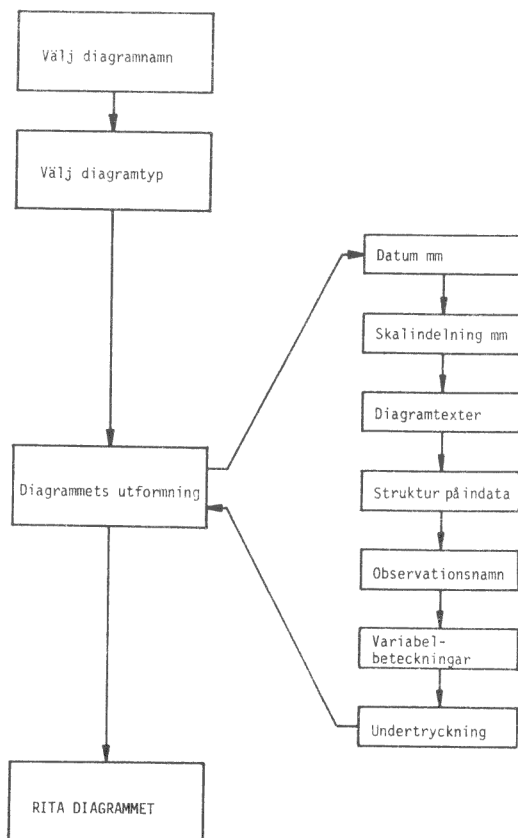 Välj diagramnamn
Välj diagramtyp
Datum mm
Skalindelning mm
Diagramtexter
Diagrammets utformning
Struktur på indata
Observationsnamn
Variabel-
beteckningar
Undertryckning
RITA DIAGRAMMET